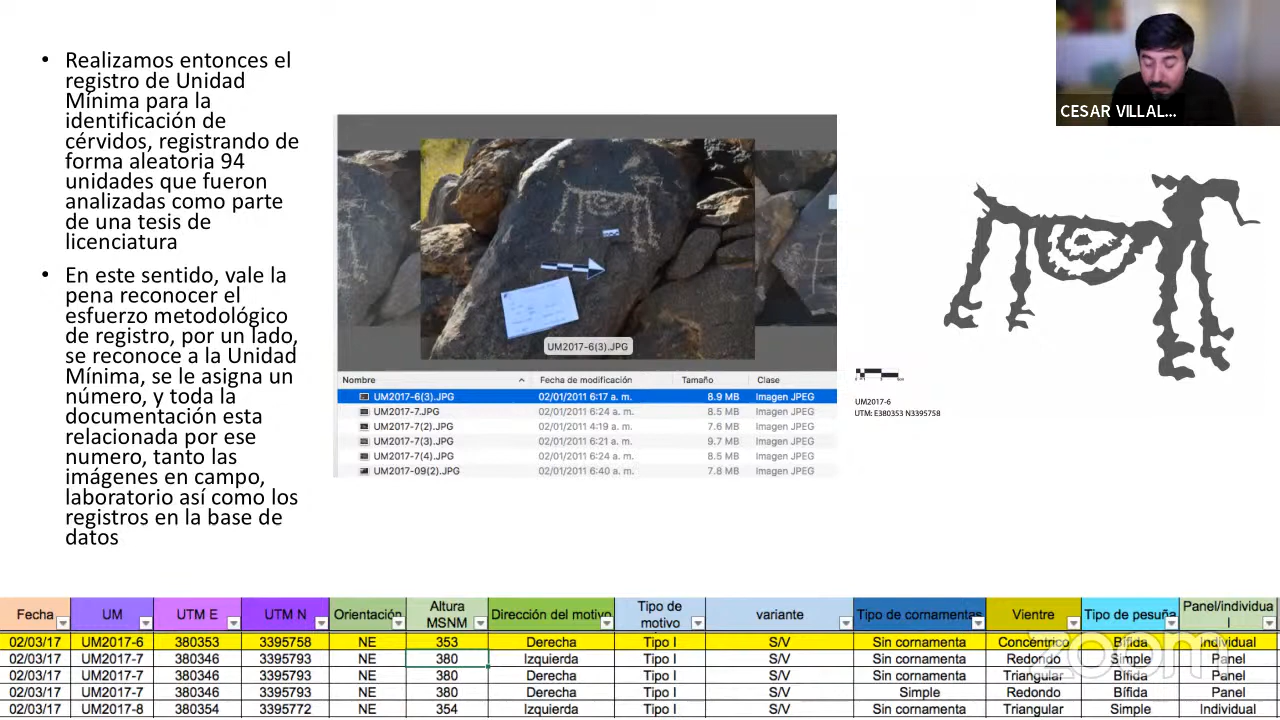 • Realizamos entonces el
registro de Unidad
Mínima para la
identificación de
cérvidos, registrando de
forma aleatoria 94
unidades que fueron
analizadas como parte
de una tesis de
licenciatura
• En este sentido, vale la
pena reconocer el
esfuerzo metodológico
de registro, por un lado,
se reconoce a la Unidad
Mínima, se le asigna un
número, y toda la
documentación esta
relacionada por ese
numero, tanto las
imágenes en campo,
laboratorio así como los
registros en la base de
datos
CESAR VILLAL...
UM2017-6(3).JPG
Nombre Fecha de modificación Tamaño Clase
UM2017-6(3).JPG 02/01/2011 6:17 a. m. 8.9 MB Imagen JPEG
UM2017-7.JPG 02/01/2011 6:24 a. m. 8.5 MB Imagen JPEG
UM2017-7(2).JPG 02/01/2011 4:19 a. m. 7.6 MB Imagen JPEG
UM2017-7(3).JPG 02/01/2011 6:21 a. m. 9.7 MB Imagen JPEG
UM2017-7(4).JPG 02/01/2011 6:24 a. m. 8.5 MB Imagen JPEG
UM2017-09(2).JPG 02/01/2011 6:40 a. m. 7.8 MB Imagen JPEG
UM2017-6
UTM: E380353 N3395758
Fecha UM UTM E UTM N Orientación Altura MSNM Dirección del motivo Tipo de motivo variante Tipo de cornamentas Vientre Tipo de pesuña Panel/individual
02/03/17 UM2017-6 380353 3395758 NE 353 Derecha Tipo I S/V Sin cornamenta Concéntrico Bífida Individual
02/03/17 UM2017-7 380346 3395793 NE 380 Izquierda Tipo I S/V Sin cornamenta Redondo Simple Panel
02/03/17 UM2017-7 380346 3395793 NE 380 Derecha Tipo I S/V Sin cornamenta Triangular Bífida Panel
02/03/17 UM2017-7 380346 3395793 NE 380 Derecha Tipo I S/V Simple Redondo Bífida Panel
02/03/17 UM2017-8 380354 3395772 NE 354 Izquierda Tipo I S/V Sin cornamenta Triangular Simple Individual
zoom